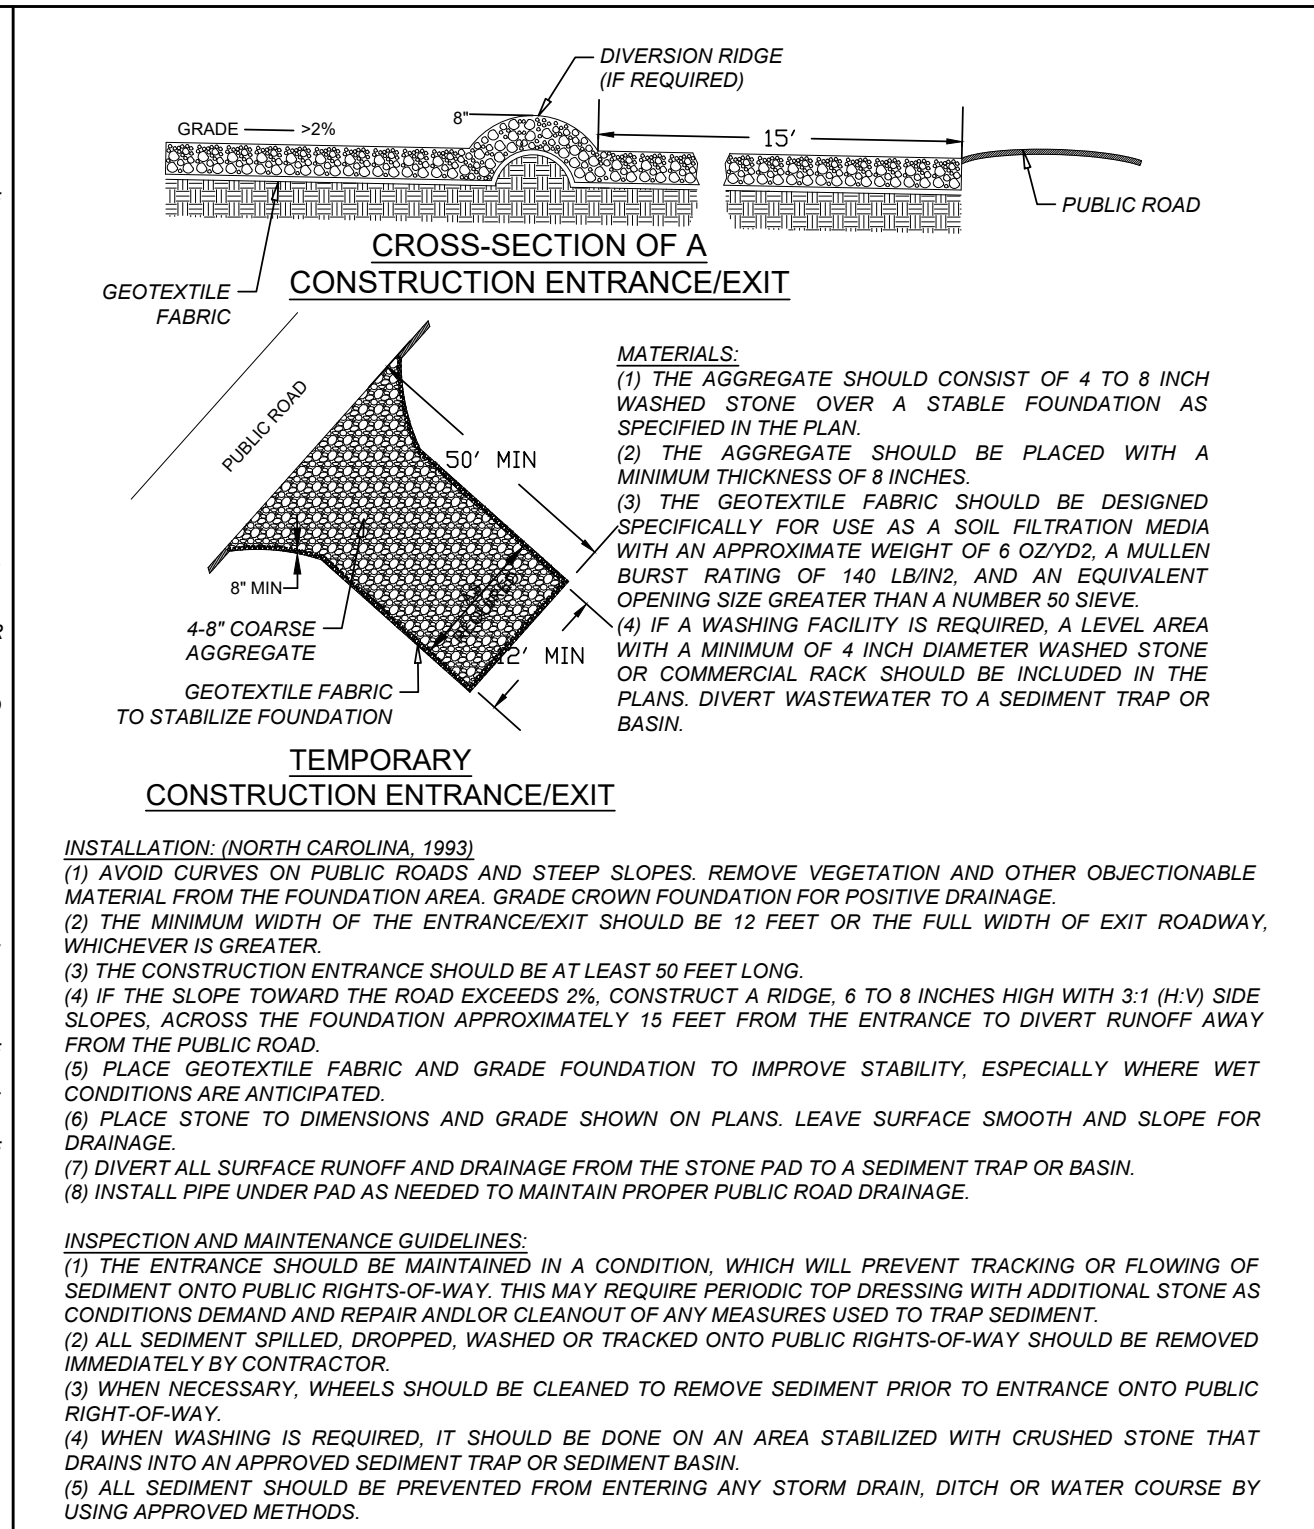 DIVERSION RIDGE
(IF REQUIRED)
8"
GRADE >2%
15'
PUBLIC ROAD
CROSS-SECTION OF A
CONSTRUCTION ENTRANCE/EXIT
GEOTEXTILE
FABRIC
PUBLIC ROAD
50' MIN
8" MIN
4-8" COARSE
AGGREGATE
12' MIN
GEOTEXTILE FABRIC
TO STABILIZE FOUNDATION
TEMPORARY
CONSTRUCTION ENTRANCE/EXIT
MATERIALS:
(1) THE AGGREGATE SHOULD CONSIST OF 4 TO 8 INCH
WASHED STONE OVER A STABLE FOUNDATION AS
SPECIFIED IN THE PLAN.
(2) THE AGGREGATE SHOULD BE PLACED WITH A
MINIMUM THICKNESS OF 8 INCHES.
(3) THE GEOTEXTILE FABRIC SHOULD BE DESIGNED
SPECIFICALLY FOR USE AS A SOIL FILTRATION MEDIA
WITH AN APPROXIMATE WEIGHT OF 6 OZ/YD2, A MULLEN
BURST RATING OF 140 LB/IN2, AND AN EQUIVALENT
OPENING SIZE GREATER THAN A NUMBER 50 SIEVE.
(4) IF A WASHING FACILITY IS REQUIRED, A LEVEL AREA
WITH A MINIMUM OF 4 INCH DIAMETER WASHED STONE
OR COMMERCIAL RACK SHOULD BE INCLUDED IN THE
PLANS. DIVERT WASTEWATER TO A SEDIMENT TRAP OR
BASIN.
INSTALLATION: (NORTH CAROLINA, 1993)
(1) AVOID CURVES ON PUBLIC ROADS AND STEEP SLOPES. REMOVE VEGETATION AND OTHER OBJECTIONABLE
MATERIAL FROM THE FOUNDATION AREA. GRADE CROWN FOUNDATION FOR POSITIVE DRAINAGE.
(2) THE MINIMUM WIDTH OF THE ENTRANCE/EXIT SHOULD BE 12 FEET OR THE FULL WIDTH OF EXIT ROADWAY,
WHICHEVER IS GREATER.
(3) THE CONSTRUCTION ENTRANCE SHOULD BE AT LEAST 50 FEET LONG.
(4) IF THE SLOPE TOWARD THE ROAD EXCEEDS 2%, CONSTRUCT A RIDGE, 6 TO 8 INCHES HIGH WITH 3:1 (H:V) SIDE
SLOPES, ACROSS THE FOUNDATION APPROXIMATELY 15 FEET FROM THE ENTRANCE TO DIVERT RUNOFF AWAY
FROM THE PUBLIC ROAD.
(5) PLACE GEOTEXTILE FABRIC AND GRADE FOUNDATION TO IMPROVE STABILITY, ESPECIALLY WHERE WET
CONDITIONS ARE ANTICIPATED.
(6) PLACE STONE TO DIMENSIONS AND GRADE SHOWN ON PLANS. LEAVE SURFACE SMOOTH AND SLOPE FOR
DRAINAGE.
(7) DIVERT ALL SURFACE RUNOFF AND DRAINAGE FROM THE STONE PAD TO A SEDIMENT TRAP OR BASIN.
(8) INSTALL PIPE UNDER PAD AS NEEDED TO MAINTAIN PROPER PUBLIC ROAD DRAINAGE.
INSPECTION AND MAINTENANCE GUIDELINES:
(1) THE ENTRANCE SHOULD BE MAINTAINED IN A CONDITION, WHICH WILL PREVENT TRACKING OR FLOWING OF
SEDIMENT ONTO PUBLIC RIGHTS-OF-WAY. THIS MAY REQUIRE PERIODIC TOP DRESSING WITH ADDITIONAL STONE AS
CONDITIONS DEMAND AND REPAIR ANDLOR CLEANOUT OF ANY MEASURES USED TO TRAP SEDIMENT.
(2) ALL SEDIMENT SPILLED, DROPPED, WASHED OR TRACKED ONTO PUBLIC RIGHTS-OF-WAY SHOULD BE REMOVED
IMMEDIATELY BY CONTRACTOR.
(3) WHEN NECESSARY, WHEELS SHOULD BE CLEANED TO REMOVE SEDIMENT PRIOR TO ENTRANCE ONTO PUBLIC
RIGHT-OF-WAY.
(4) WHEN WASHING IS REQUIRED, IT SHOULD BE DONE ON AN AREA STABILIZED WITH CRUSHED STONE THAT
DRAINS INTO AN APPROVED SEDIMENT TRAP OR SEDIMENT BASIN.
(5) ALL SEDIMENT SHOULD BE PREVENTED FROM ENTERING ANY STORM DRAIN, DITCH OR WATER COURSE BY
USING APPROVED METHODS.